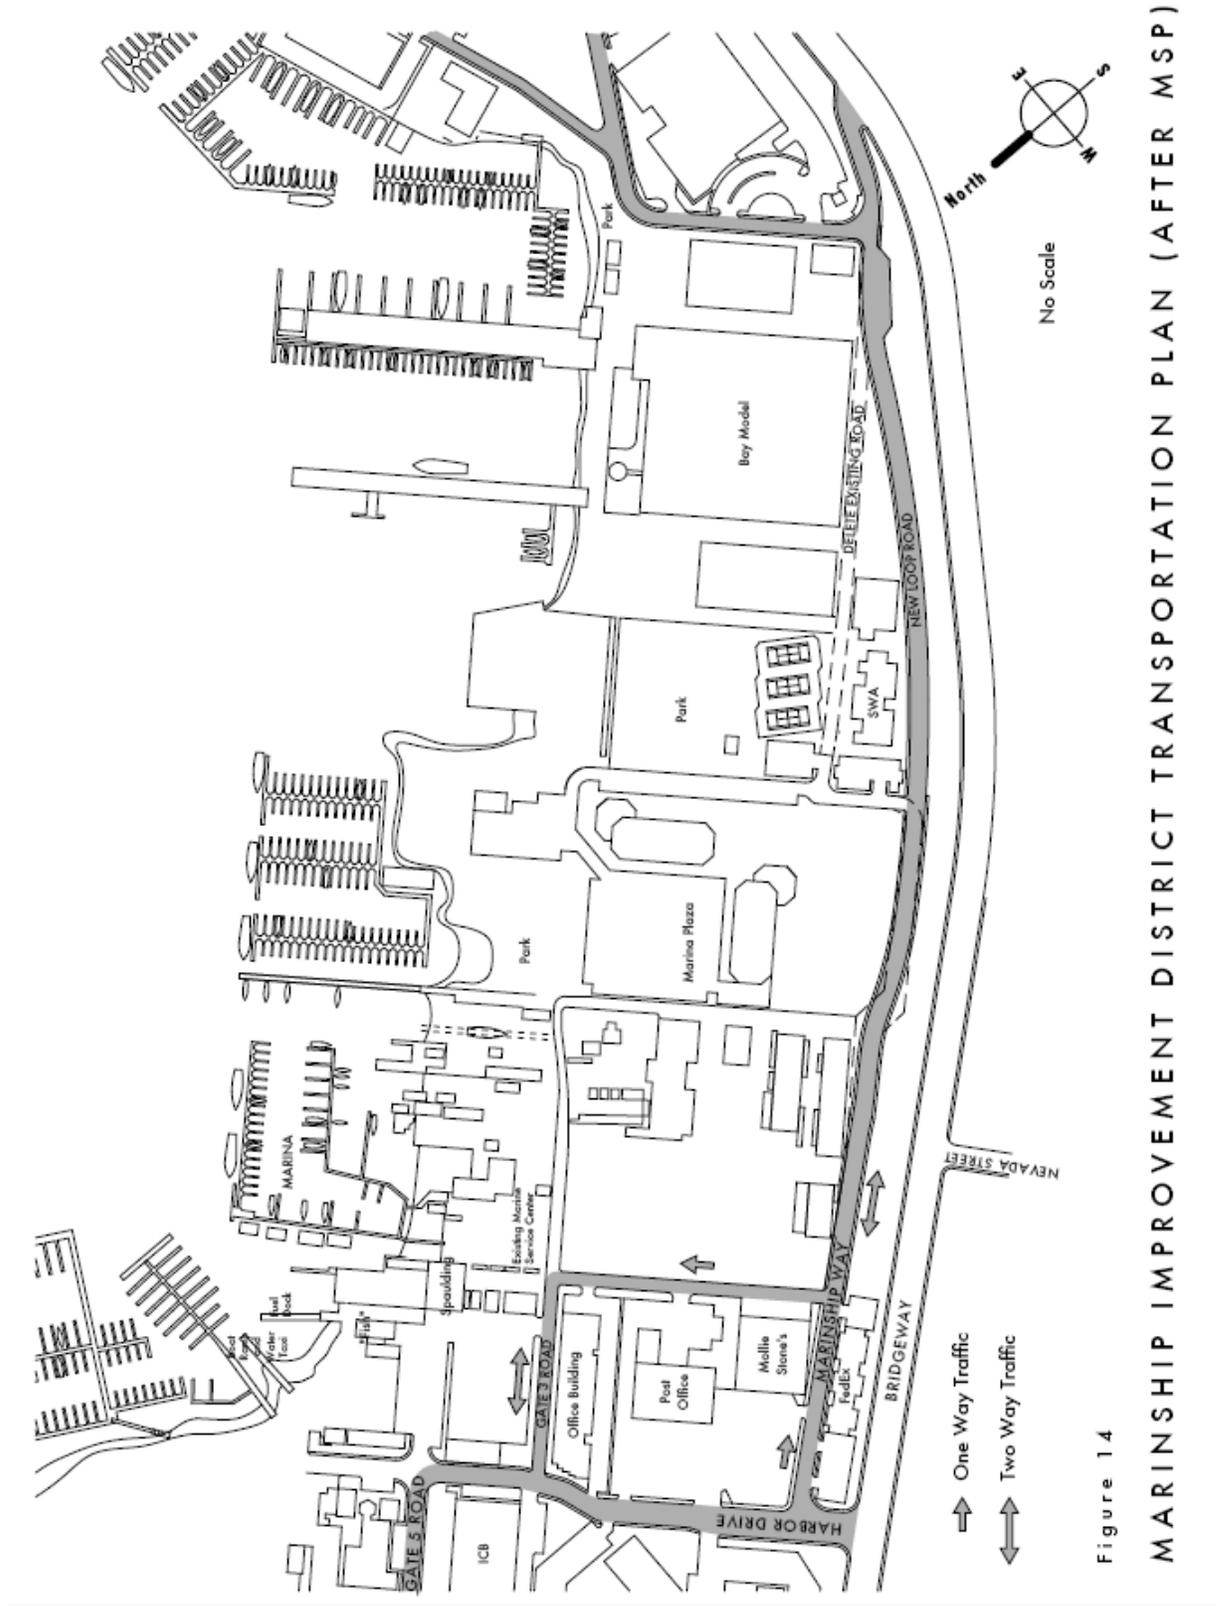 MARINSHIP IMPROVEMENT DISTRICT TRANSPORTATION PLAN (AFTER MSP)
Figure 14
One Way Traffic
Two Way Traffic
No Scale
North
E
S
W
MARINA
Fuel
Dock
Boat
Water
Taxi
"Fish"
Spaulding
Existing Marine
Service Center
Park
Marina Plaza
Park
Bay Model
Park
DELETE EXISTING ROAD
NEW LOOP ROAD
SWA
GATE 5 ROAD
ICB
GATE 3 ROAD
Office Building
Post
Office
Mollie
Stone's
MARINSHIP WAY
FedEx
HARBOR DRIVE
BRIDGEWAY
NEVADA STREET